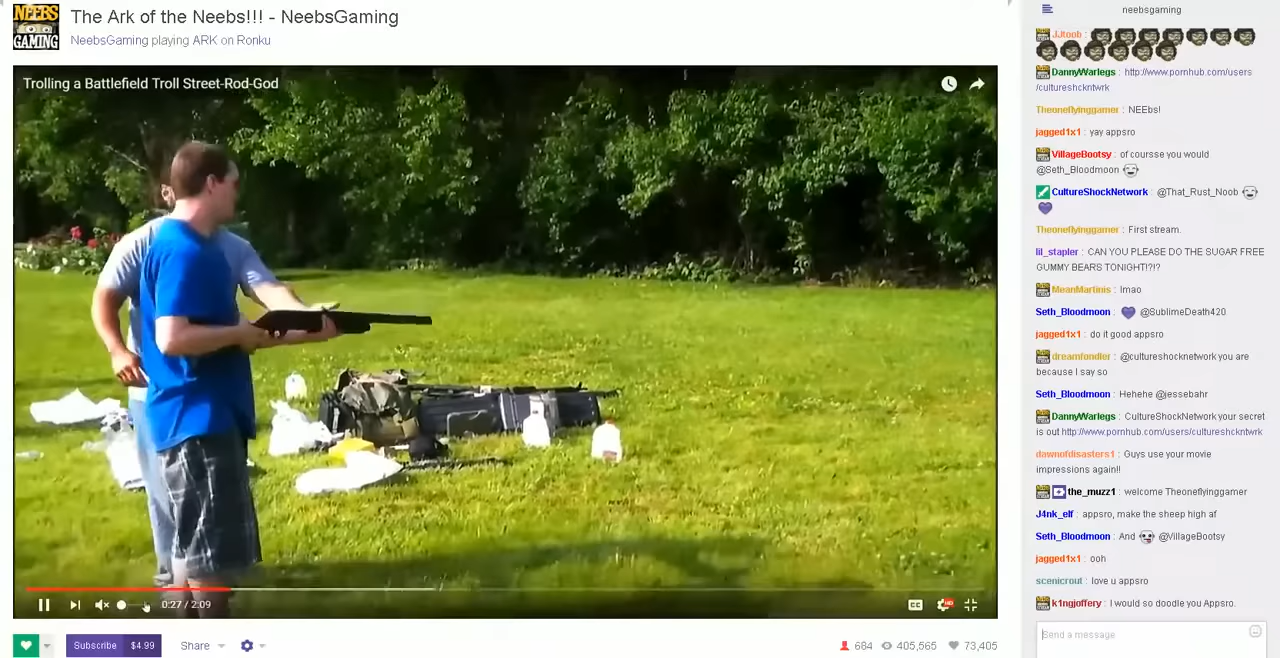 NEEBS
GAMING
The Ark of the Neebs!!! - NeebsGaming
NeebsGaming playing ARK on Ronku
Trolling a Battlefield Troll Street-Rod-God
0:27 / 2:09
CC
HD
Subscribe $4.99
Share
684 405,565 73,405
neebsgaming
JJtoob :
DannyWarlegs : http://www.pornhub.com/users
/cultureshckntwrk
Theoneflyinggamer : NEEbs!
jagged1x1 : yay appsro
VillageBootsy : of coursse you would
@Seth_Bloodmoon
CultureShockNetwork : @That_Rust_Noob
Theoneflyinggamer : First stream.
lil_stapler : CAN YOU PLEASE DO THE SUGAR FREE
GUMMY BEARS TONIGHT!?!?
MeanMartinis : lmao
Seth_Bloodmoon : @SublimeDeath420
jagged1x1 : do it good appsro
dreamfondler : @cultureshocknetwork you are
because I say so
Seth_Bloodmoon : Hehehe @jessebahr
DannyWarlegs : CultureShockNetwork your secret
is out http://www.pornhub.com/users/cultureshckntwrk
dawnofdisasters1 : Guys use your movie
impressions again!!
the_muzz1 : welcome Theoneflyinggamer
J4nk_elf : appsro, make the sheep high af
Seth_Bloodmoon : And @VillageBootsy
jagged1x1 : ooh
scenicrout : love u appsro
k1ngjoffery : I would so doodle you Appsro.
Send a message